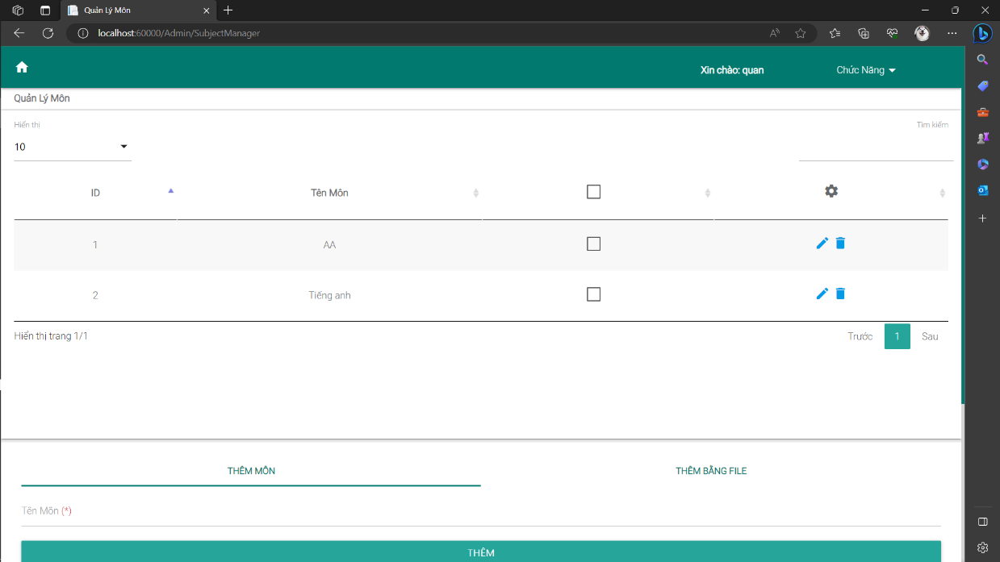 Quản Lý Môn
localhost:60000/Admin/SubjectManager
Xin chào: quan
Chức Năng
Quản Lý Môn
Hiển thị
Tìm kiếm
10
ID Tên Môn
1 AA
2 Tiếng anh
Hiển thị trang 1/1
Trước 1 Sau
THÊM MÔN
THÊM BẰNG FILE
Tên Môn (*)
THÊM